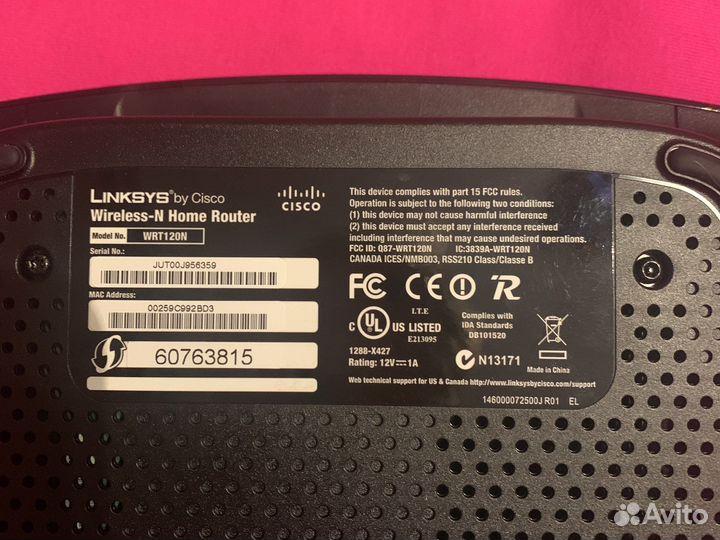 LINKSYS® by Cisco
Wireless-N Home Router
CISCO
Model No. WRT120N
Serial No.:
JUT00J956359
MAC Address:
00259C992BD3
60763815
This device complies with part 15 FCC rules.
Operation is subject to the following two conditions:
(1) this device may not cause harmful interference
(2) this device must accept any interference received
including interference that may cause undesired operation.
FCC ID: Q87-WRT120N IC:3839A-WRT120N
CANADA ICES/NMB003, RSS210 Class/Classe B
FC CE R
I.T.E
C UL US LISTED
E213095
Complies with
IDA Standards
DB101520
1288-X427
Rating: 12V⎓1A
N13171
Made in China
Web technical support for US & Canada http://www.linksysbycisco.com/support
146000072500J R01 EL
Avito